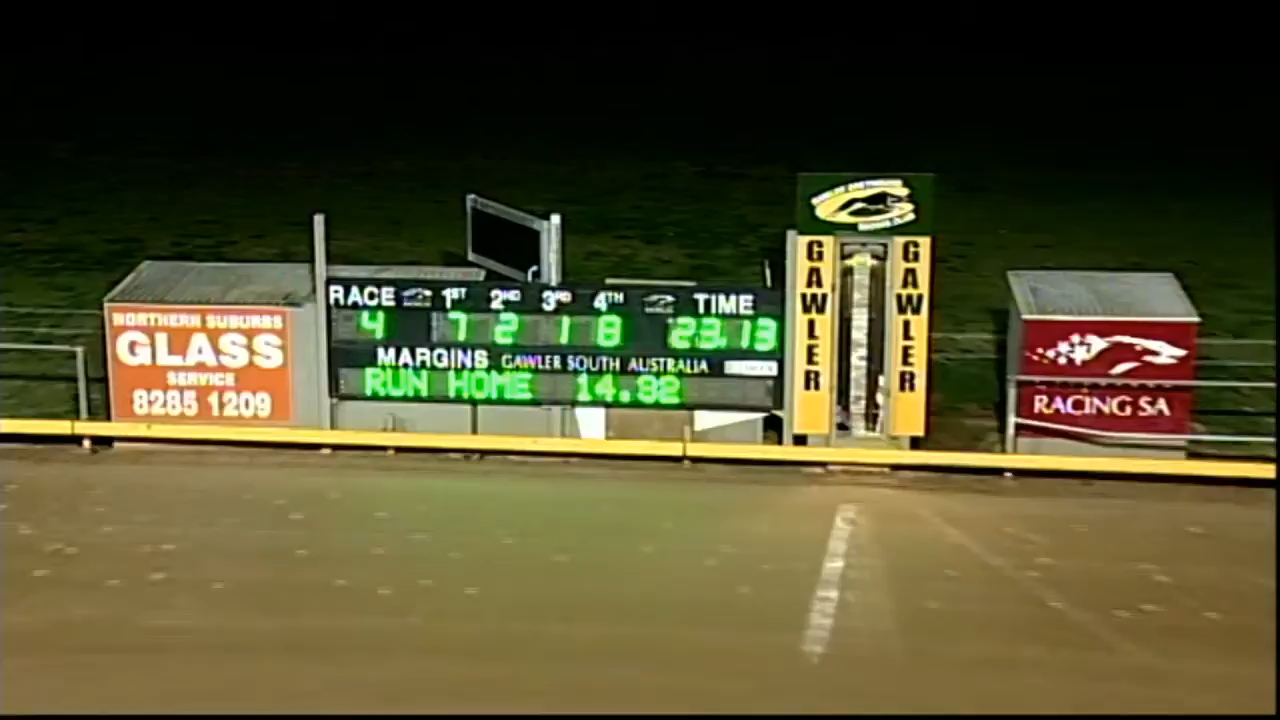 NORTHERN SUBURBS
GLASS
SERVICE
8285 1209
RACE 1ST 2ND 3RD 4TH TIME
4 7 2 1 8 23.13
MARGINS GAWLER SOUTH AUSTRALIA
RUN HOME 14.92
GAWLER
GAWLER
RACING SA